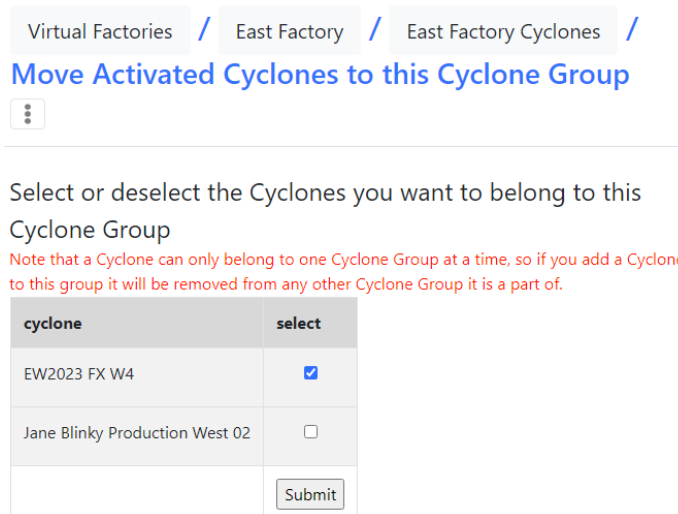 Virtual Factories / East Factory / East Factory Cyclones /
Move Activated Cyclones to this Cyclone Group
Select or deselect the Cyclones you want to belong to this
Cyclone Group
Note that a Cyclone can only belong to one Cyclone Group at a time, so if you add a Cyclone
to this group it will be removed from any other Cyclone Group it is a part of.
cyclone select
EW2023 FX W4
Jane Blinky Production West 02
Submit